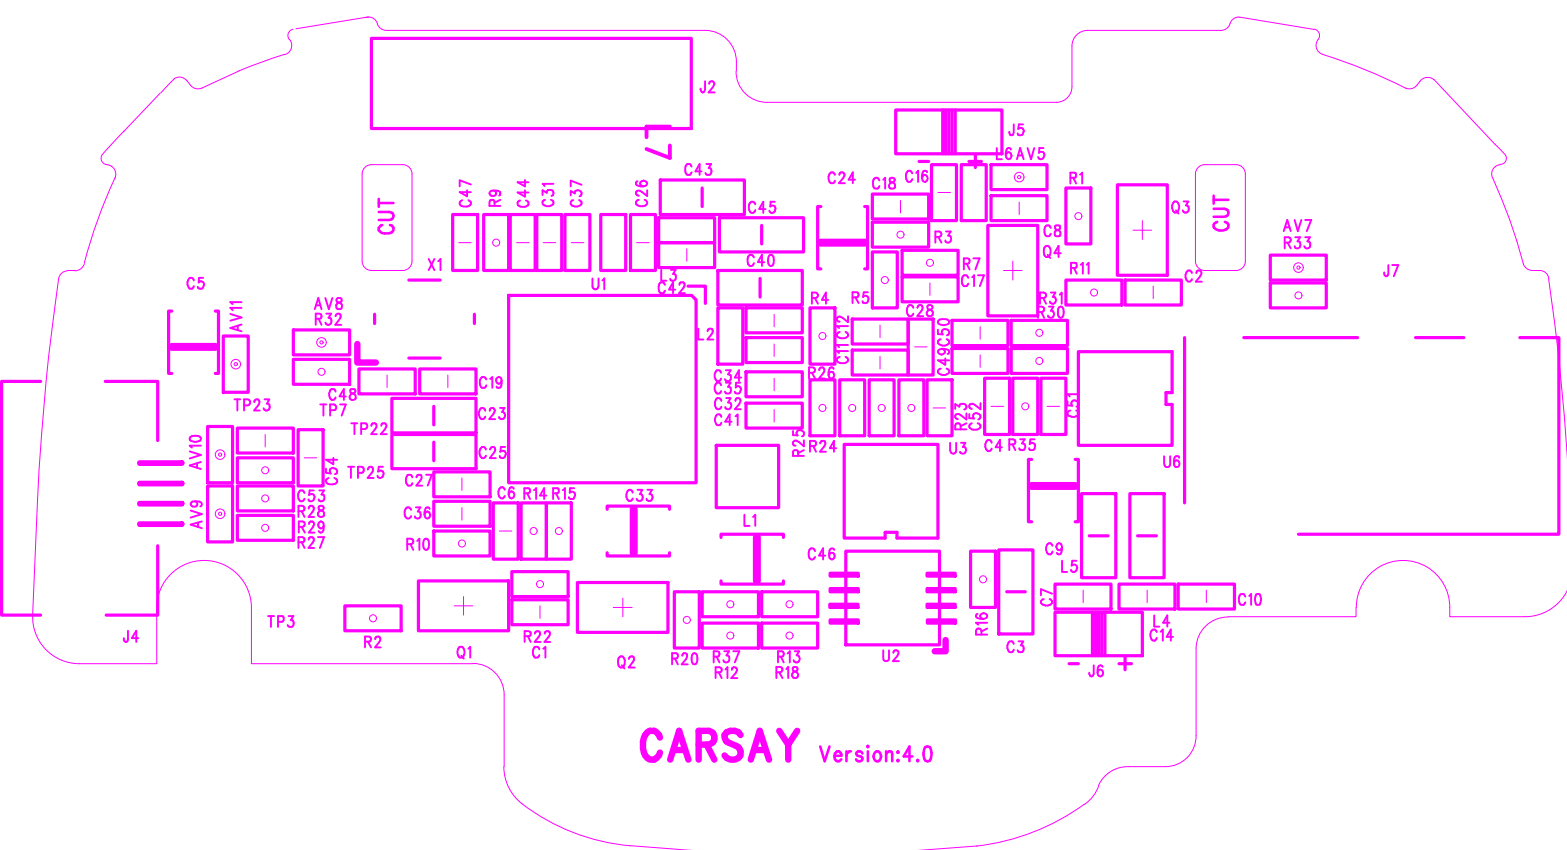 J2
J5
L6
AV5
C43
C16
C24
C18
R1
C47
R9
C44
C31
C37
C26
CUT
C45
Q3
CUT
C8
R3
AV7
R33
Q4
X1
L3
C40
R7
R11
C2
J7
C5
U1
C42
R4
R5
C17
R31
AV11
AV8
R32
C28
R30
L2
C12
C50
C11
C49
C34
R26
C48
C19
C35
TP23
TP7
C32
C51
C23
C41
R23
C52
TP22
AV10
R25
R24
U3
C4
R35
C25
C54
TP25
U6
C27
C53
C6
R14
R15
C33
AV9
R28
C36
L1
R29
R27
R10
C46
C9
L5
C7
C10
R16
L4
TP3
J4
R2
R22
C14
Q1
C1
Q2
R20
R37
R13
U2
C3
R12
R18
J6
- +
- +
CARSAY Version:4.0